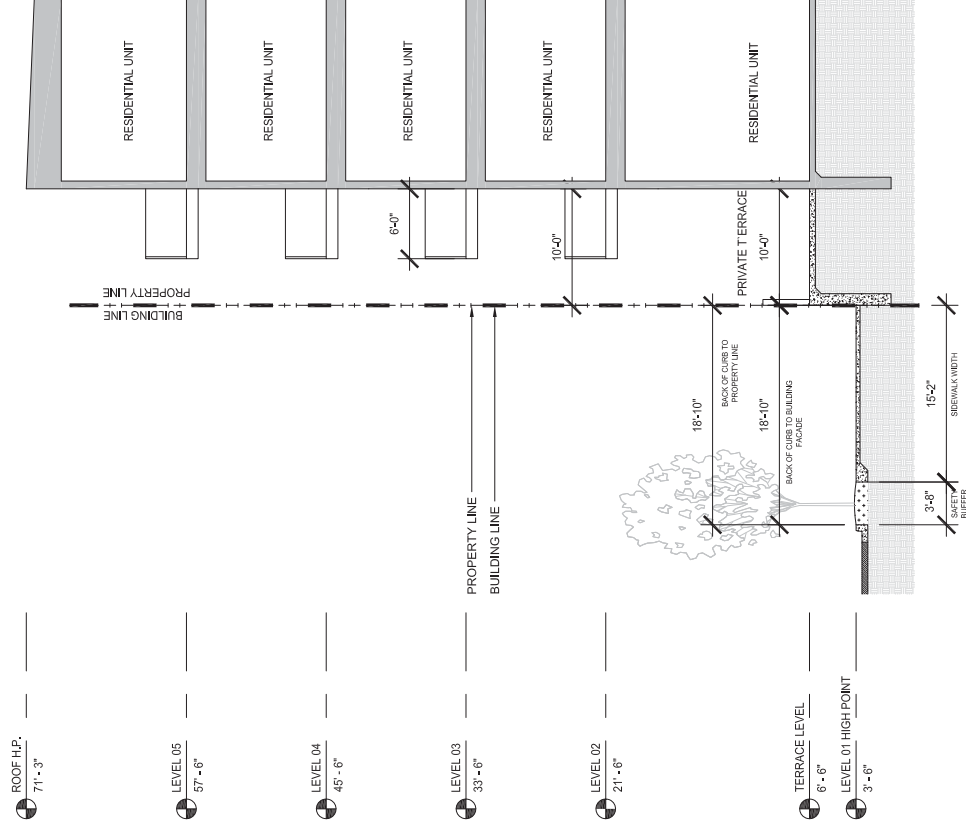 RESIDENTIAL UNIT
RESIDENTIAL UNIT
RESIDENTIAL UNIT
RESIDENTIAL UNIT
RESIDENTIAL UNIT
6'-0"
10'-0"
PRIVATE T'ERRACE
10'-0"
PROPERTY LINE
BUILDING LINE
PROPERTY LINE
BUILDING LINE
18'-10"
BACK OF CURB TO
PROPERTY LINE
18'-10"
BACK OF CURB TO BUILDING
FACADE
15'-2"
SIDEWALK WIDTH
3'-8"
SAFETY
BUFFER
ROOF H.P.
71' - 3"
LEVEL 05
57' - 6"
LEVEL 04
45' - 6"
LEVEL 03
33' - 6"
LEVEL 02
21' - 6"
TERRACE LEVEL
6' - 6"
LEVEL 01 HIGH POINT
3' - 6"